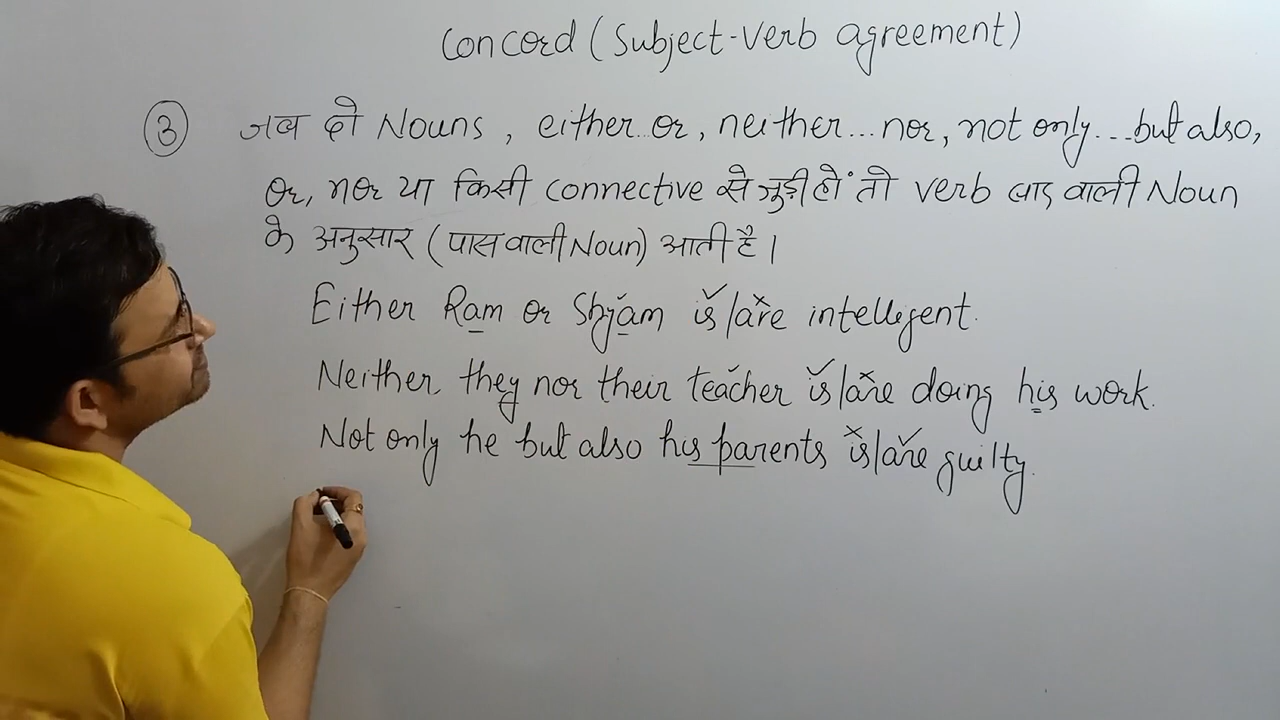 Concord (Subject-Verb agreement)
③ जब दो Nouns, either...or, neither...nor, not only...but also,
or, nor या किसी connective से जुड़ी हों तो verb बाद वाली Noun
के अनुसार (पास वाली Noun) आती है।
Either Ram or Shyam is/are intelligent.
Neither they nor their teacher is/are doing his work.
Not only he but also his parents is/are guilty.